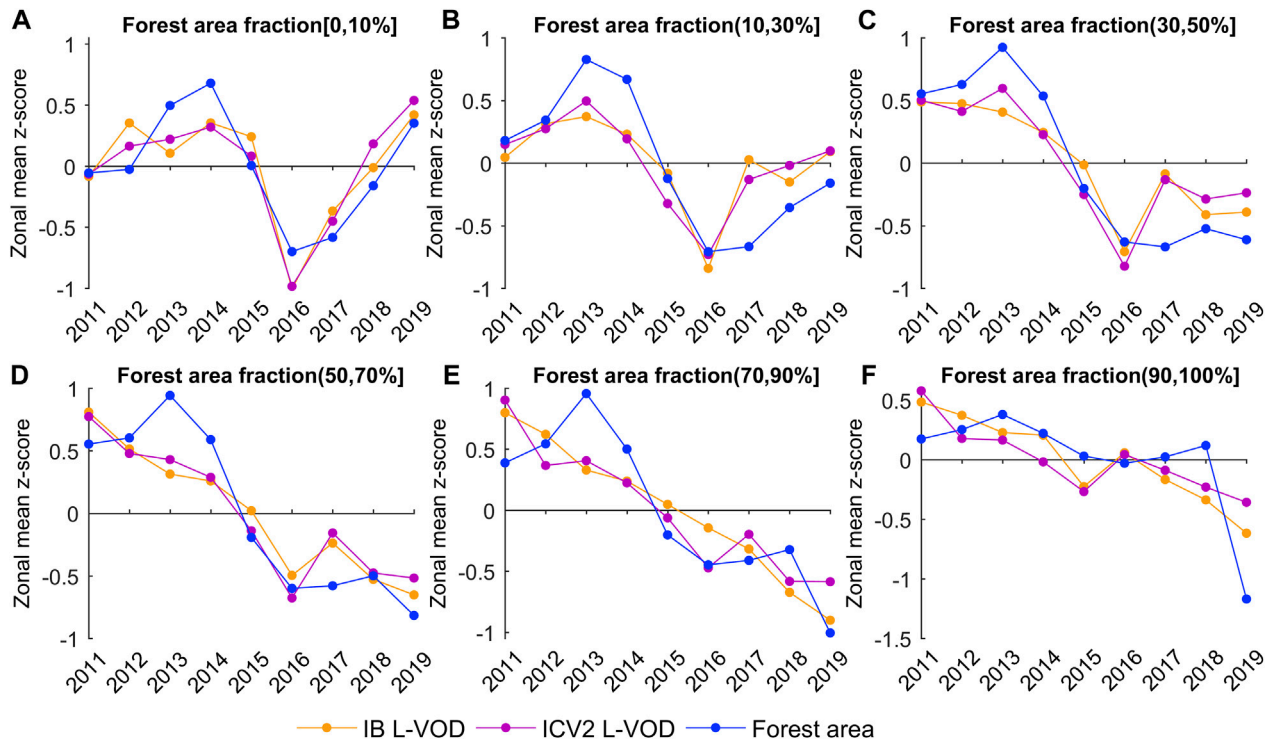 A Forest area fraction[0,10%]
Zonal mean z-score
1
0.5
0
-0.5
-1
2011 2012 2013 2014 2015 2016 2017 2018 2019
B Forest area fraction(10,30%]
Zonal mean z-score
1
0.5
0
-0.5
-1
2011 2012 2013 2014 2015 2016 2017 2018 2019
C Forest area fraction(30,50%]
Zonal mean z-score
1
0.5
0
-0.5
-1
2011 2012 2013 2014 2015 2016 2017 2018 2019
D Forest area fraction(50,70%]
Zonal mean z-score
1
0.5
0
-0.5
-1
2011 2012 2013 2014 2015 2016 2017 2018 2019
E Forest area fraction(70,90%]
Zonal mean z-score
1
0.5
0
-0.5
-1
2011 2012 2013 2014 2015 2016 2017 2018 2019
F Forest area fraction(90,100%]
Zonal mean z-score
0.5
0
-0.5
-1
-1.5
2011 2012 2013 2014 2015 2016 2017 2018 2019
IB L-VOD ICV2 L-VOD Forest area